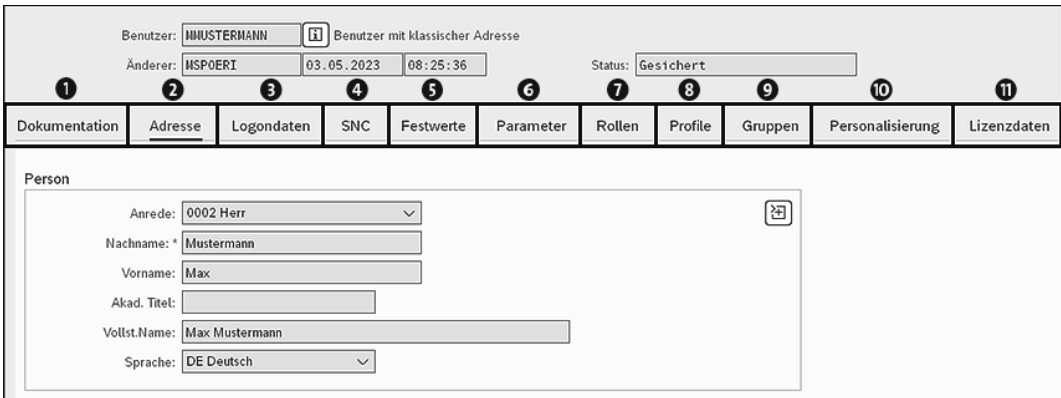 Benutzer: MMUSTERMANN Benutzer mit klassischer Adresse
Änderer: MSPOERI 03.05.2023 08:25:36 Status: Gesichert
1 2 3 4 5 6 7 8 9 10 11
Dokumentation Adresse Logondaten SNC Festwerte Parameter Rollen Profile Gruppen Personalisierung Lizenzdaten
Person
Anrede: 0002 Herr
Nachname: * Mustermann
Vorname: Max
Akad. Titel:
Vollst.Name: Max Mustermann
Sprache: DE Deutsch